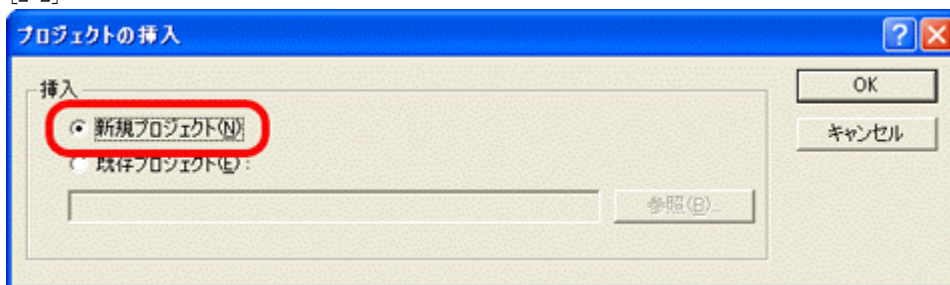 プロジェクトの挿入
挿入
新規プロジェクト(N)
既存プロジェクト(E):
参照(B)...
OK
キャンセル